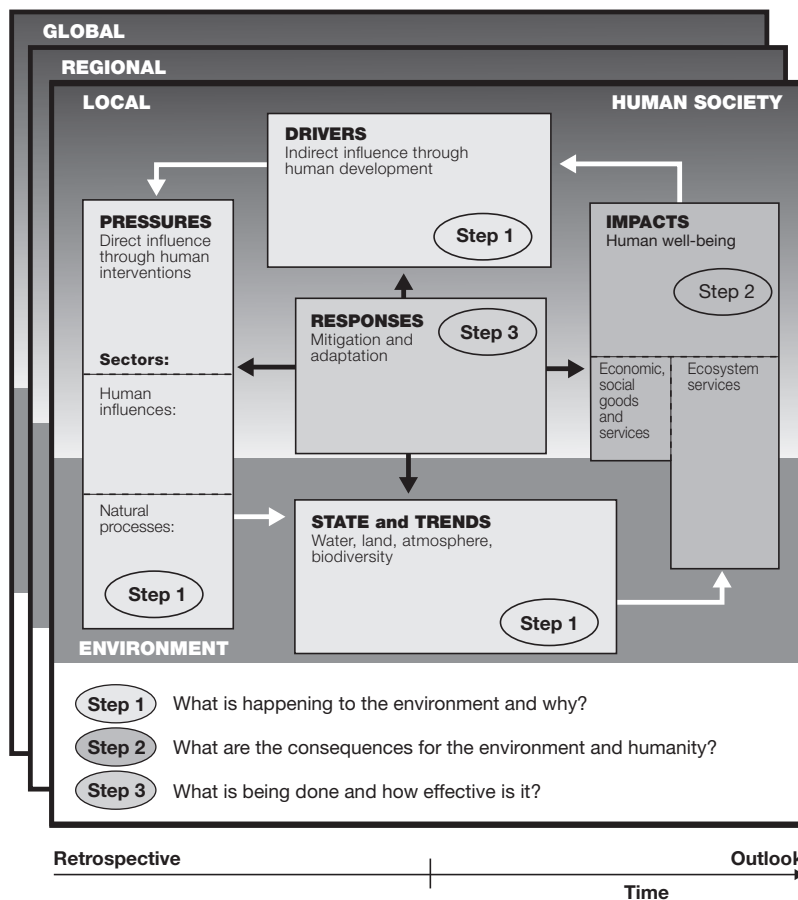 GLOBAL
REGIONAL
LOCAL
HUMAN SOCIETY
DRIVERS
Indirect influence through
human development
Step 1
PRESSURES
Direct influence
through human
interventions
Sectors:
Human
influences:
Natural
processes:
Step 1
RESPONSES
Mitigation and
adaptation
Step 3
IMPACTS
Human well-being
Step 2
Economic,
social
goods
and
services
Ecosystem
services
STATE and TRENDS
Water, land, atmosphere,
biodiversity
Step 1
ENVIRONMENT
Step 1 What is happening to the environment and why?
Step 2 What are the consequences for the environment and humanity?
Step 3 What is being done and how effective is it?
Retrospective
Outlook
Time